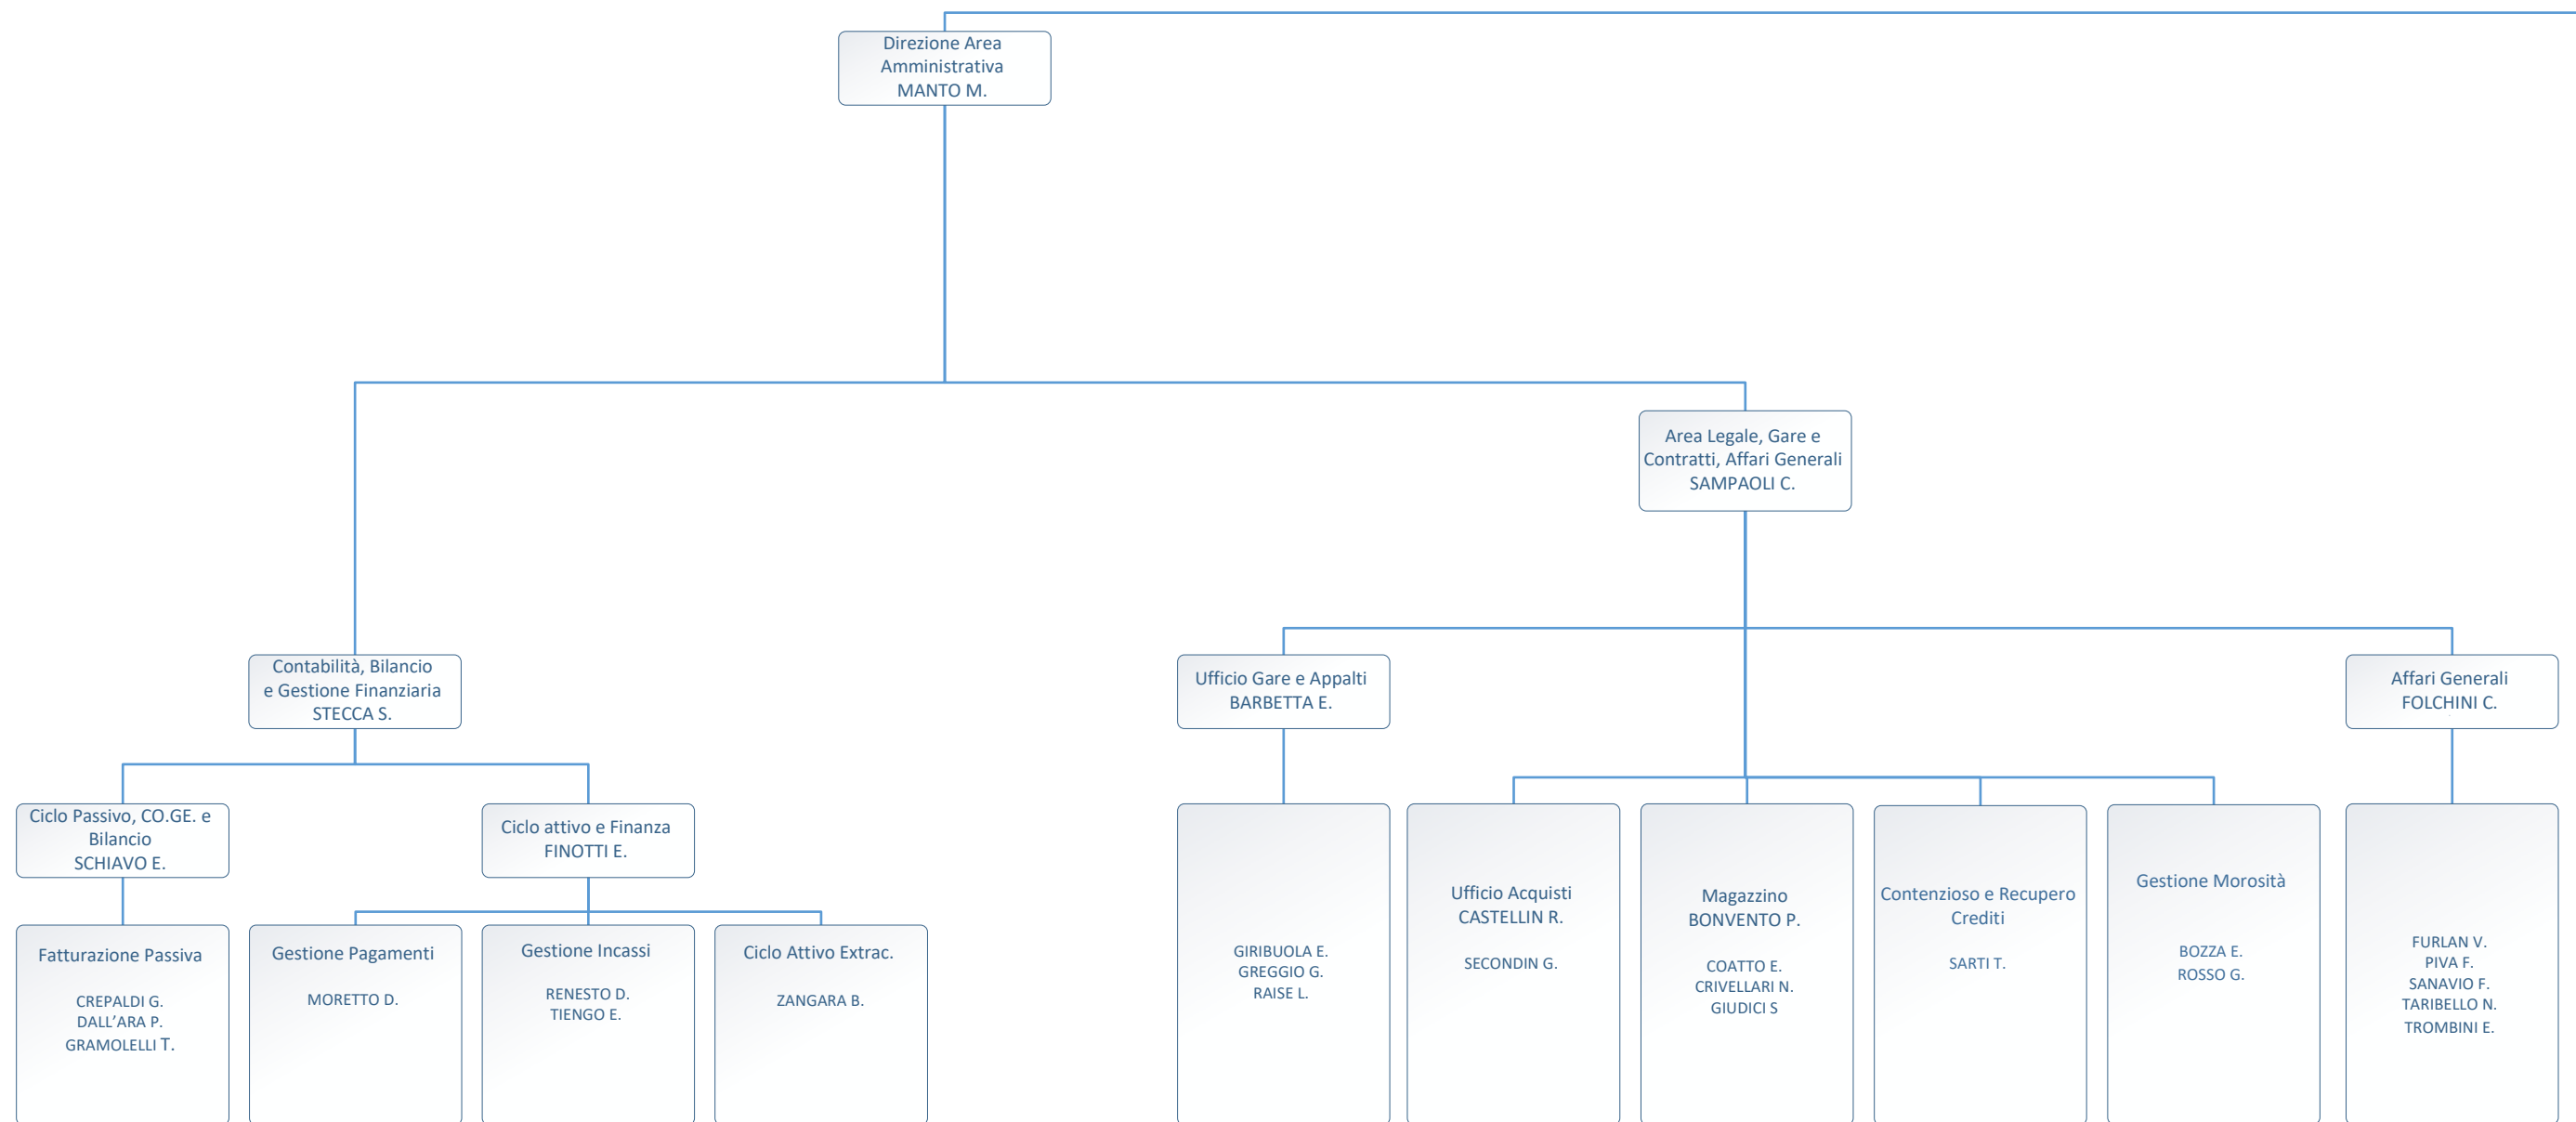 Direzione Area
Amministrativa
MANTO M.
Area Legale, Gare e
Contratti, Affari Generali
SAMPAOLI C.
Contabilità, Bilancio
e Gestione Finanziaria
STECCA S.
Ufficio Gare e Appalti
BARBETTA E.
Affari Generali
FOLCHINI C.
Ciclo Passivo, CO.GE. e
Bilancio
SCHIAVO E.
Ciclo attivo e Finanza
FINOTTI E.
Fatturazione Passiva
CREPALDI G.
DALL’ARA P.
GRAMOLELLI T.
Gestione Pagamenti
MORETTO D.
Gestione Incassi
RENESTO D.
TIENGO E.
Ciclo Attivo Extrac.
ZANGARA B.
GIRIBUOLA E.
GREGGIO G.
RAISE L.
Ufficio Acquisti
CASTELLIN R.
SECONDIN G.
Magazzino
BONVENTO P.
COATTO E.
CRIVELLARI N.
GIUDICI S
Contenzioso e Recupero
Crediti
SARTI T.
Gestione Morosità
BOZZA E.
ROSSO G.
FURLAN V.
PIVA F.
SANAVIO F.
TARIBELLO N.
TROMBINI E.